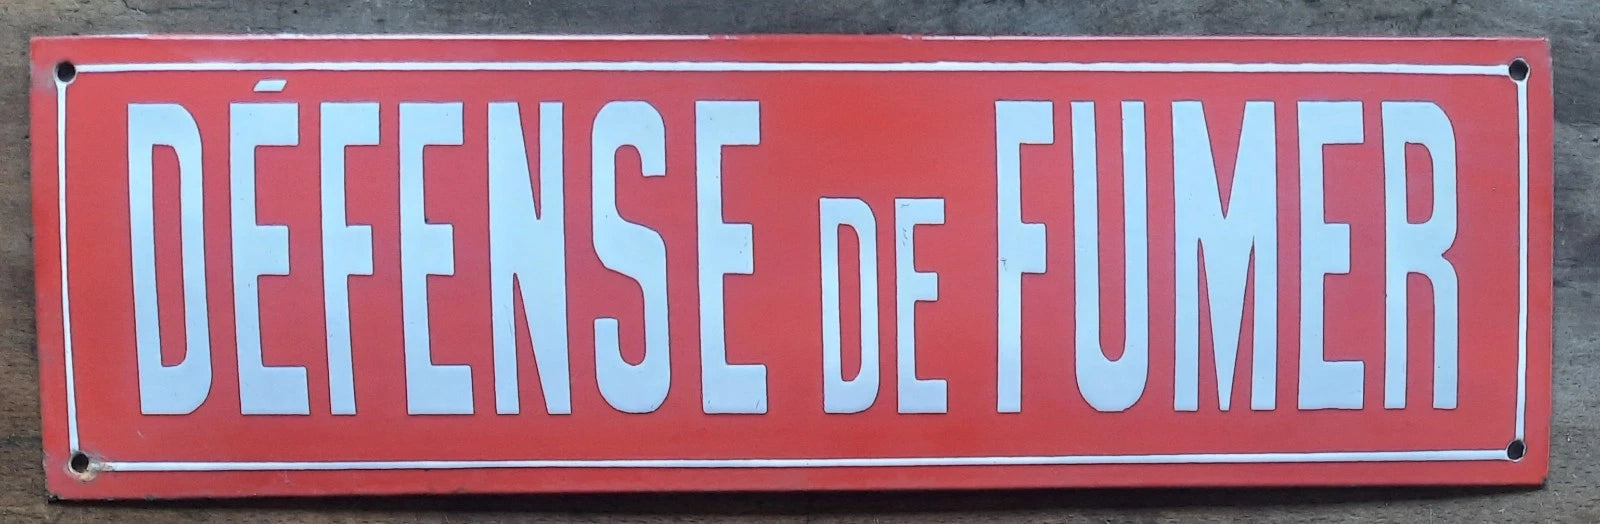 DÉFENSE DE FUMER